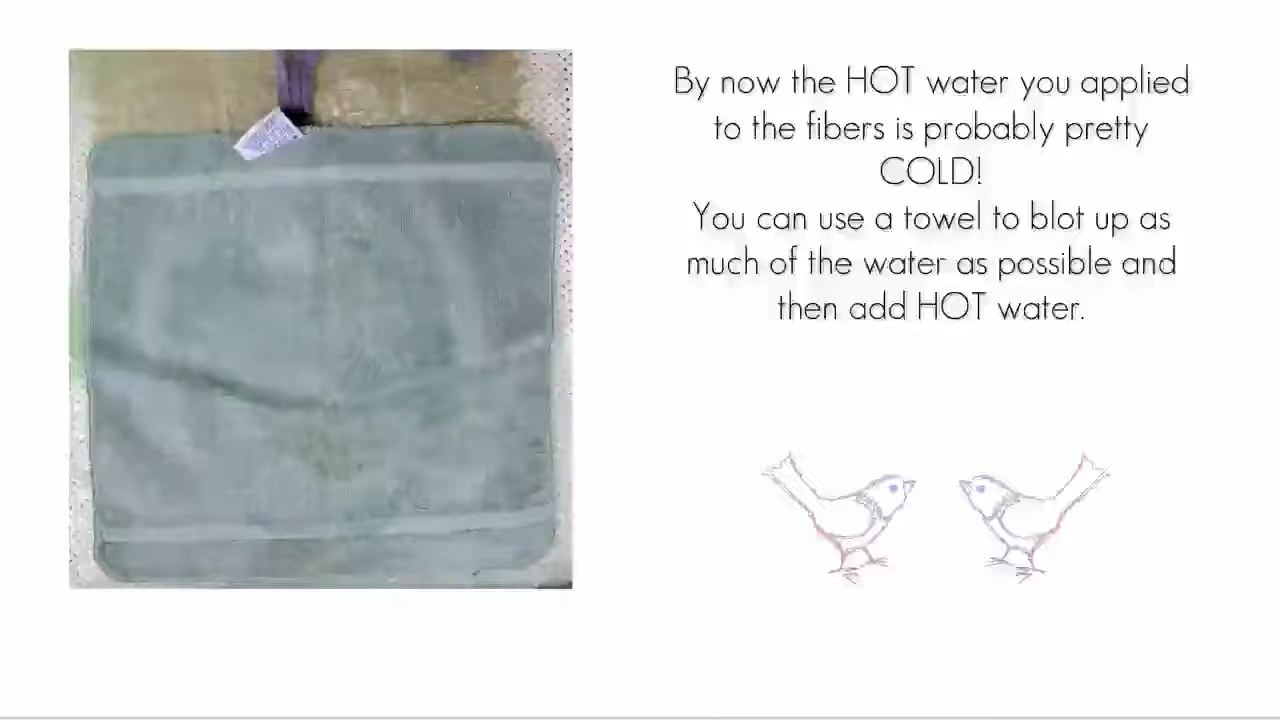 By now the HOT water you applied
to the fibers is probably pretty
COLD!
You can use a towel to blot up as
much of the water as possible and
then add HOT water.